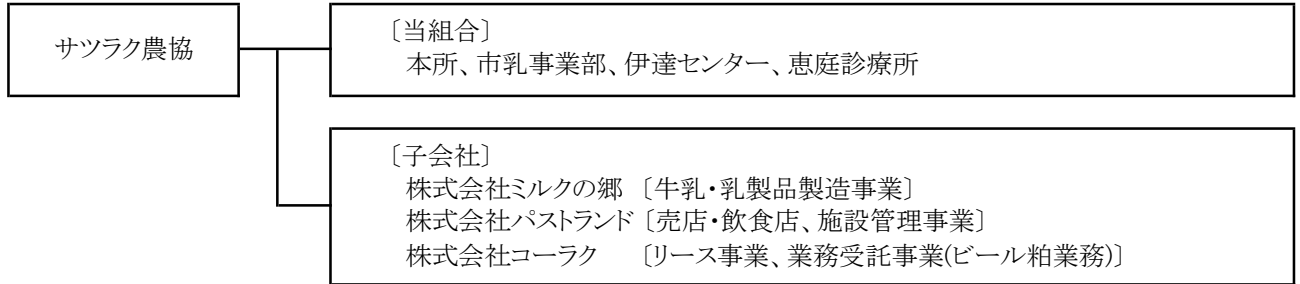 サツラク農協
〔当組合〕
本所、市乳事業部、伊達センター、恵庭診療所
〔子会社〕
株式会社ミルクの郷 〔牛乳・乳製品製造事業〕
株式会社パストランド 〔売店・飲食店、施設管理事業〕
株式会社コーラク 〔リース事業、業務受託事業(ビール粕業務)〕